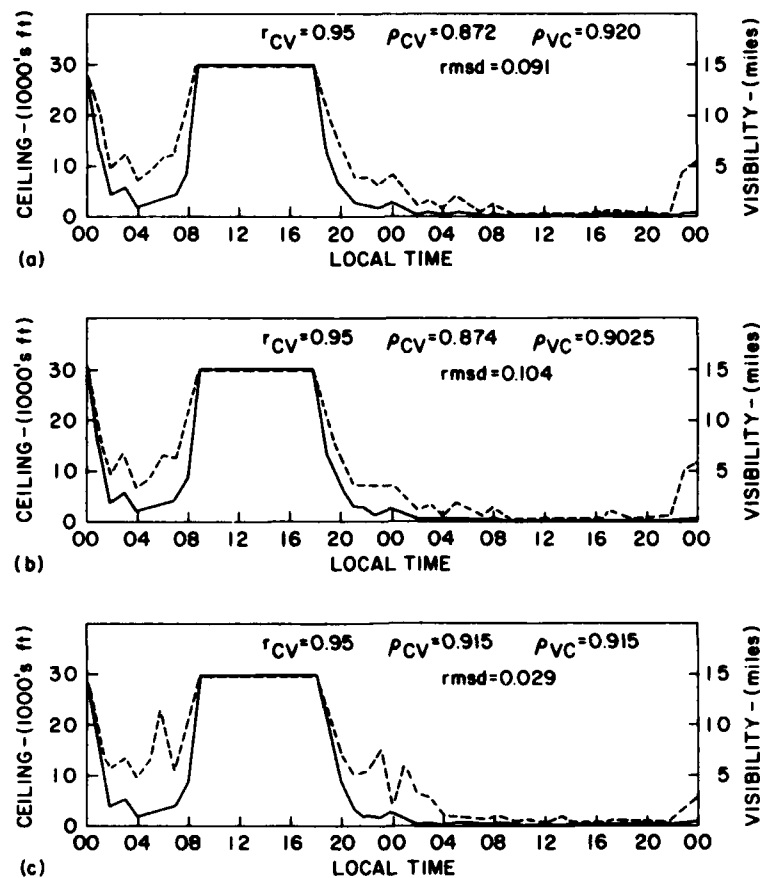 r_CV=0.95 ρ_CV=0.872 ρ_VC=0.920
rmsd=0.091
CEILING-(1000's ft)
30
20
10
0
VISIBILITY-(miles)
15
10
5
0
00 04 08 12 16 20 00 04 08 12 16 20 00
(a) LOCAL TIME
r_CV=0.95 ρ_CV=0.874 ρ_VC=0.9025
rmsd=0.104
CEILING-(1000's ft)
30
20
10
0
VISIBILITY-(miles)
15
10
5
0
00 04 08 12 16 20 00 04 08 12 16 20 00
(b) LOCAL TIME
r_CV=0.95 ρ_CV=0.915 ρ_VC=0.915
rmsd=0.029
CEILING-(1000's ft)
30
20
10
0
VISIBILITY-(miles)
15
10
5
0
00 04 08 12 16 20 00 04 08 12 16 20 00
(c) LOCAL TIME